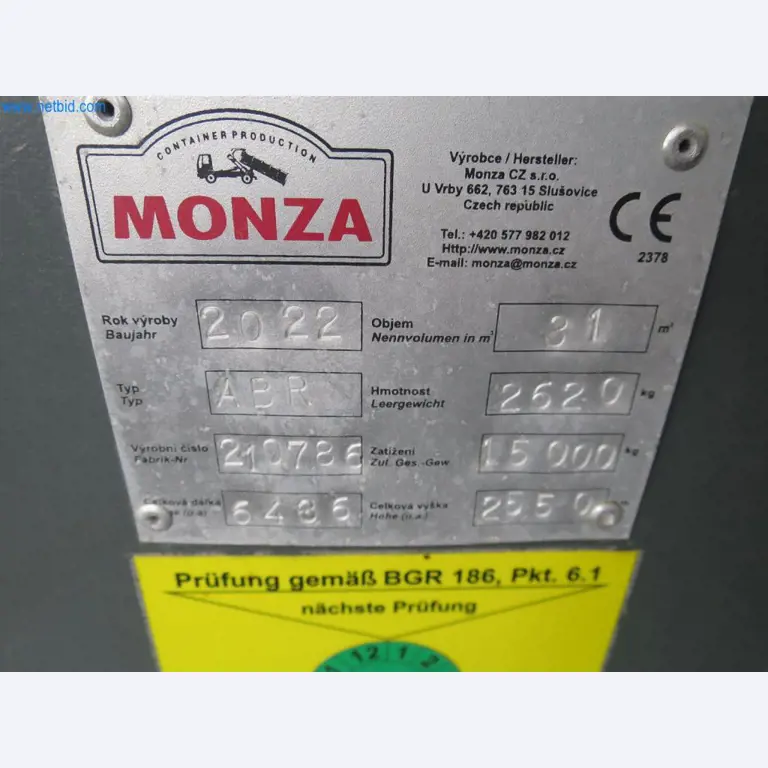 www.netbid.com
CONTAINER PRODUCTION
MONZA
Výrobce / Hersteller:
Monza CZ s.r.o.
U Vrby 662, 763 15 Slušovice
Czech republic
Tel.: +420 577 982 012
Http://www.monza.cz
E-mail: monza@monza.cz
CE
2378
Rok výroby
Baujahr
2022
Objem
Nennvolumen in m³
31
m³
Typ
Typ
ABR
Hmotnost
Leergewicht
2620
kg
Výrobní číslo
Fabrik-Nr
210786
Zatížení
Zul. Ges.-Gew
15000
kg
Celková délka
(ü.a)
6486
Celková výška
Höhe (ü.a.)
2550
Prüfung gemäß BGR 186, Pkt. 6.1
nächste Prüfung
12 1 2